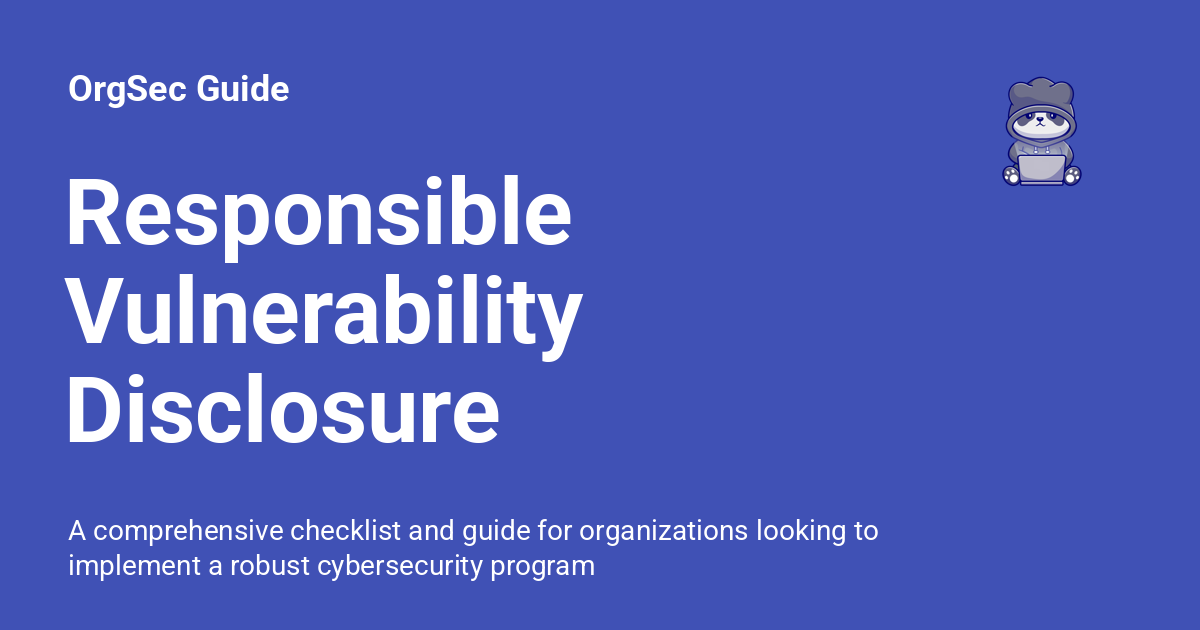 OrgSec Guide
Responsible
Vulnerability
Disclosure
A comprehensive checklist and guide for organizations looking to
implement a robust cybersecurity program